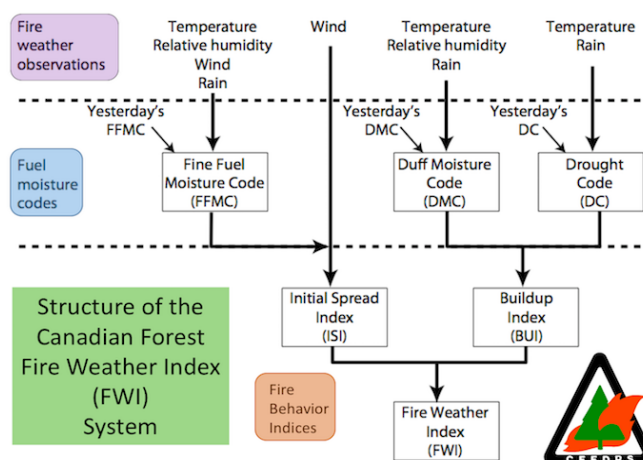 Fire
weather
observations
Temperature
Relative humidity
Wind
Rain
Wind
Temperature
Relative humidity
Rain
Temperature
Rain
Yesterday's
FFMC
Yesterday's
DMC
Yesterday's
DC
Fuel
moisture
codes
Fine Fuel
Moisture Code
(FFMC)
Duff Moisture
Code
(DMC)
Drought
Code
(DC)
Structure of the
Canadian Forest
Fire Weather Index
(FWI)
System
Initial Spread
Index
(ISI)
Buildup
Index
(BUI)
Fire
Behavior
Indices
Fire Weather
Index
(FWI)